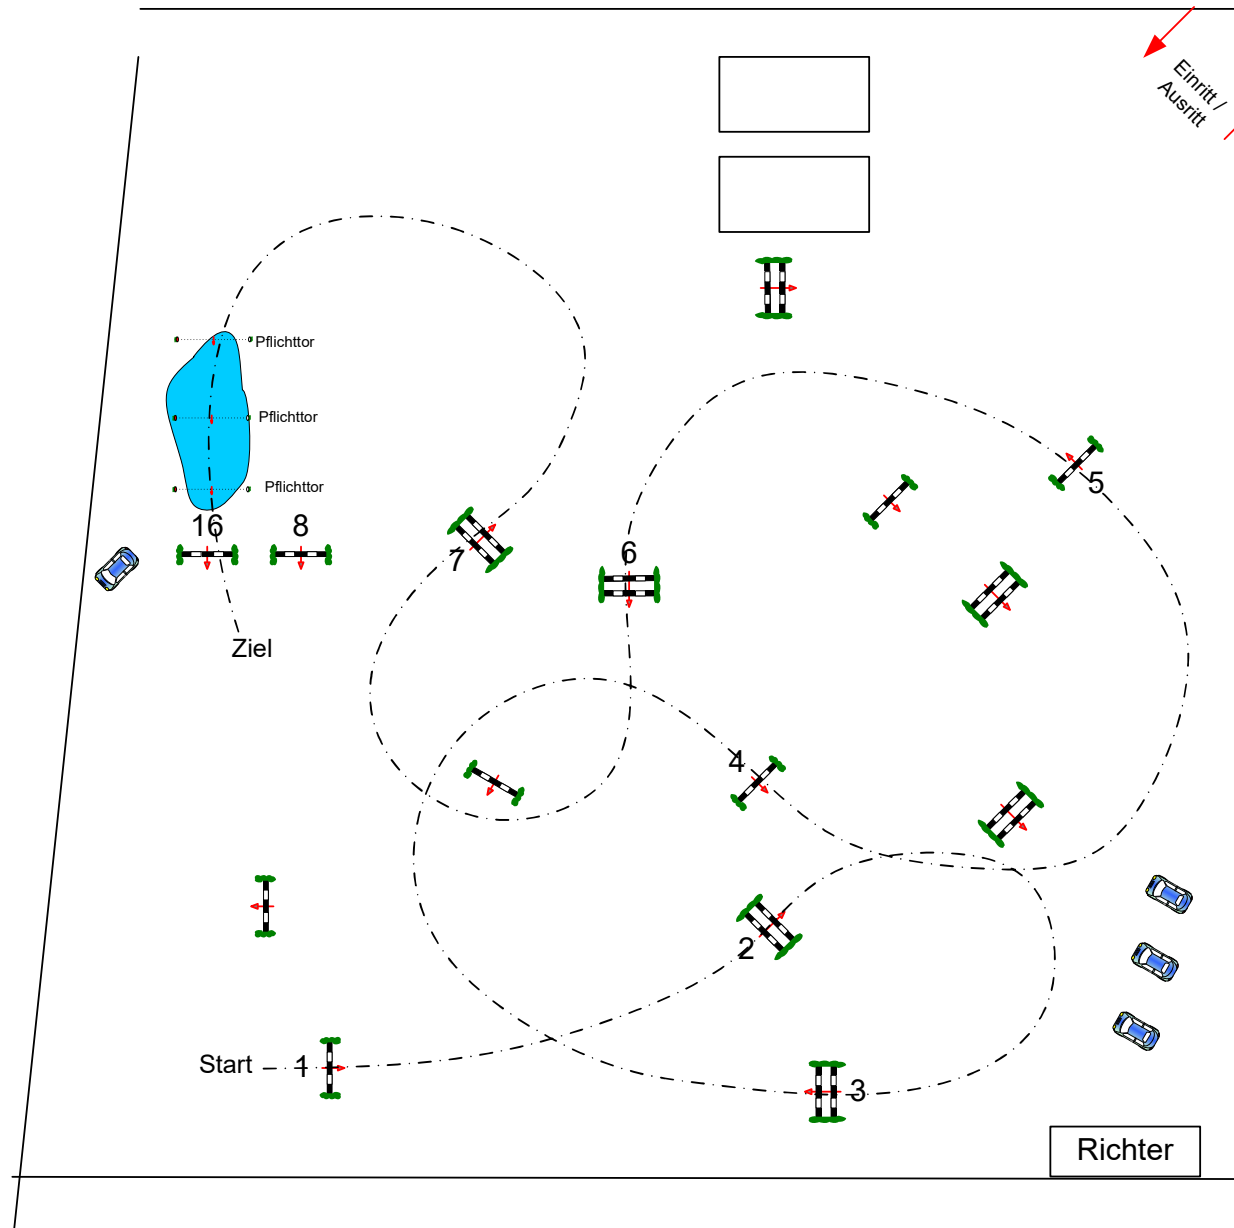 Einritt /
Ausritt
Pflichttor
Pflichttor
Pflichttor
5
16
8
7
6
Ziel
4
2
Start
1
3
Richter